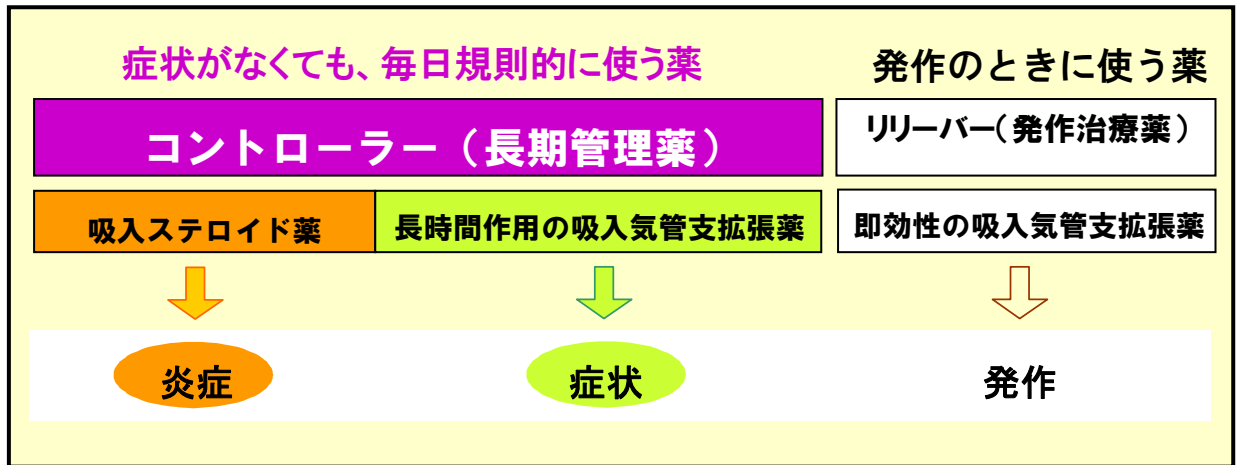 症状がなくても、毎日規則的に使う薬
発作のときに使う薬
コントローラー（長期管理薬）
リリーバー（発作治療薬）
吸入ステロイド薬
長時間作用の吸入気管支拡張薬
即効性の吸入気管支拡張薬
炎症
症状
発作